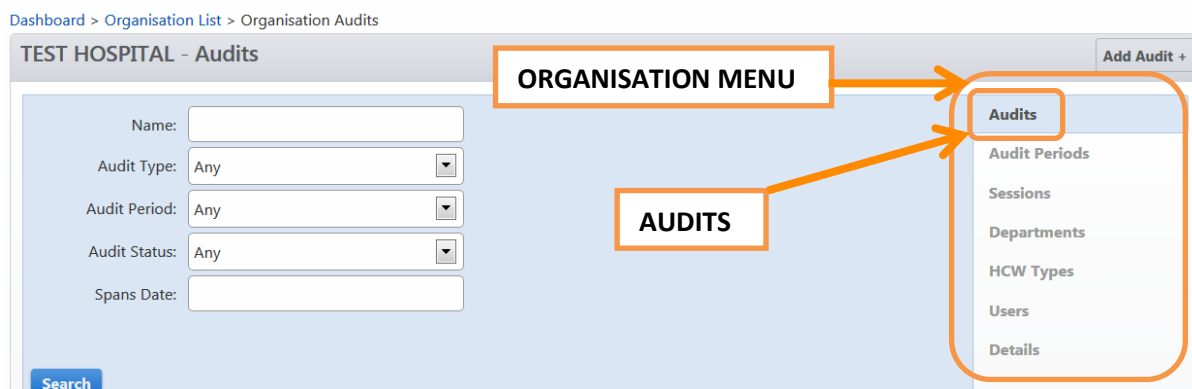 Dashboard > Organisation List > Organisation Audits
TEST HOSPITAL - Audits
Add Audit +
ORGANISATION MENU
Name:
Audit Type: Any
Audit Period: Any
Audit Status: Any
Spans Date:
Search
AUDITS
Audits
Audit Periods
Sessions
Departments
HCW Types
Users
Details